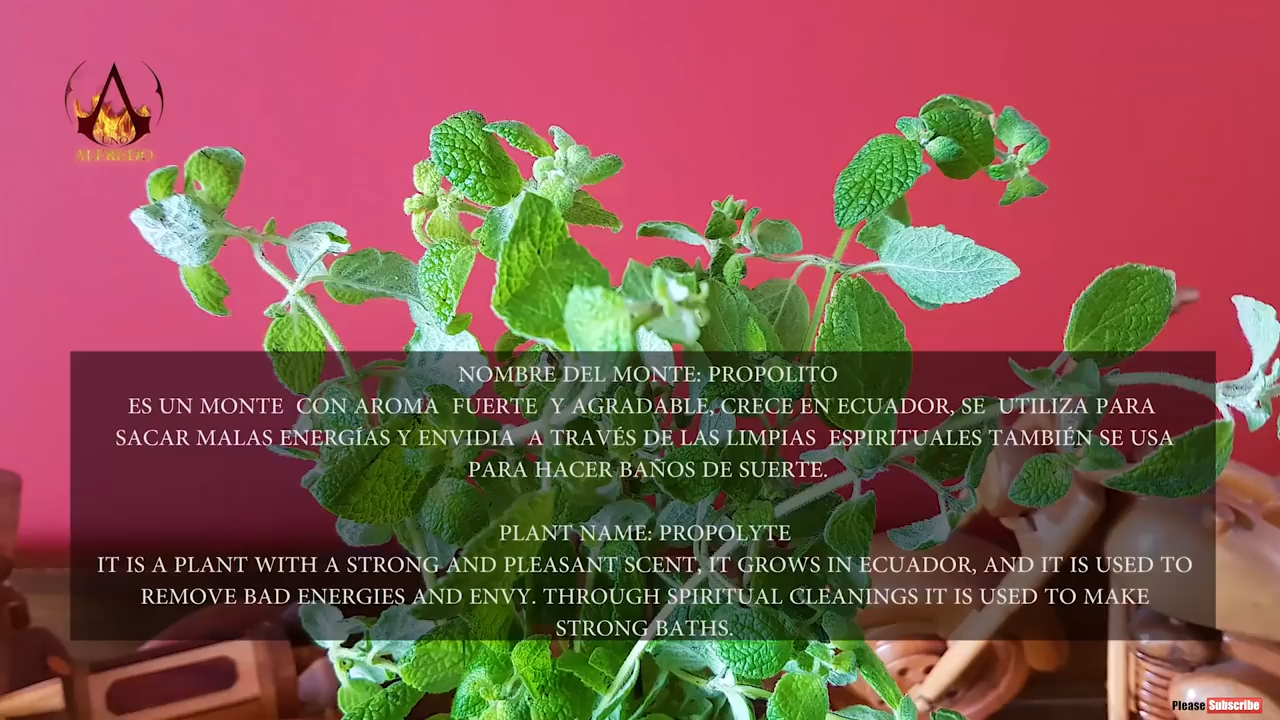 UNO
ALFREDO
NOMBRE DEL MONTE: PROPOLITO
ES UN MONTE CON AROMA FUERTE Y AGRADABLE, CRECE EN ECUADOR, SE UTILIZA PARA
SACAR MALAS ENERGÍAS Y ENVIDIA A TRAVÉS DE LAS LIMPIAS ESPIRITUALES TAMBIÉN SE USA
PARA HACER BAÑOS DE SUERTE.
PLANT NAME: PROPOLYTE
IT IS A PLANT WITH A STRONG AND PLEASANT SCENT, IT GROWS IN ECUADOR, AND IT IS USED TO
REMOVE BAD ENERGIES AND ENVY. THROUGH SPIRITUAL CLEANINGS IT IS USED TO MAKE
STRONG BATHS.
Please Subscribe